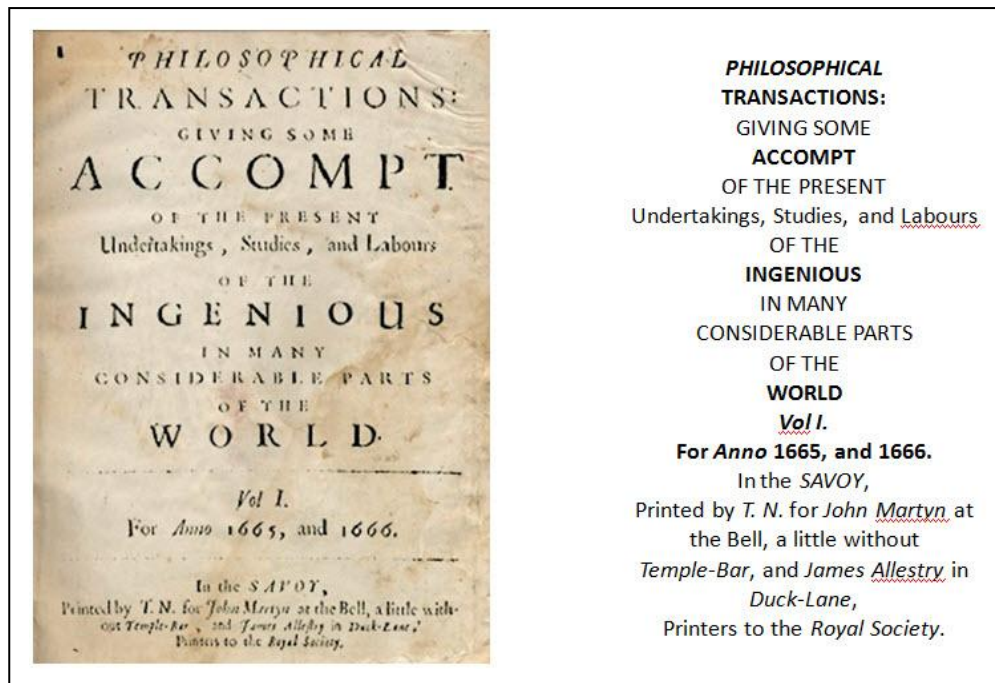 PHILOSOPHICAL
TRANSACTIONS:
GIVING SOME
ACCOMPT
OF THE PRESENT
Undertakings, Studies, and Labours
OF THE
INGENIOUS
IN MANY
CONSIDERABLE PARTS
OF THE
WORLD.
Vol I.
For Anno 1665, and 1666.
In the SAVOY,
Printed by T. N. for John Martyn at the Bell, a little with-
out Temple-Bar, and James Allestry in Duck-Lane,
Printers to the Royal Society.
PHILOSOPHICAL
TRANSACTIONS:
GIVING SOME
ACCOMPT
OF THE PRESENT
Undertakings, Studies, and Labours
OF THE
INGENIOUS
IN MANY
CONSIDERABLE PARTS
OF THE
WORLD
Vol I.
For Anno 1665, and 1666.
In the SAVOY,
Printed by T. N. for John Martyn at
the Bell, a little without
Temple-Bar, and James Allestry in
Duck-Lane,
Printers to the Royal Society.